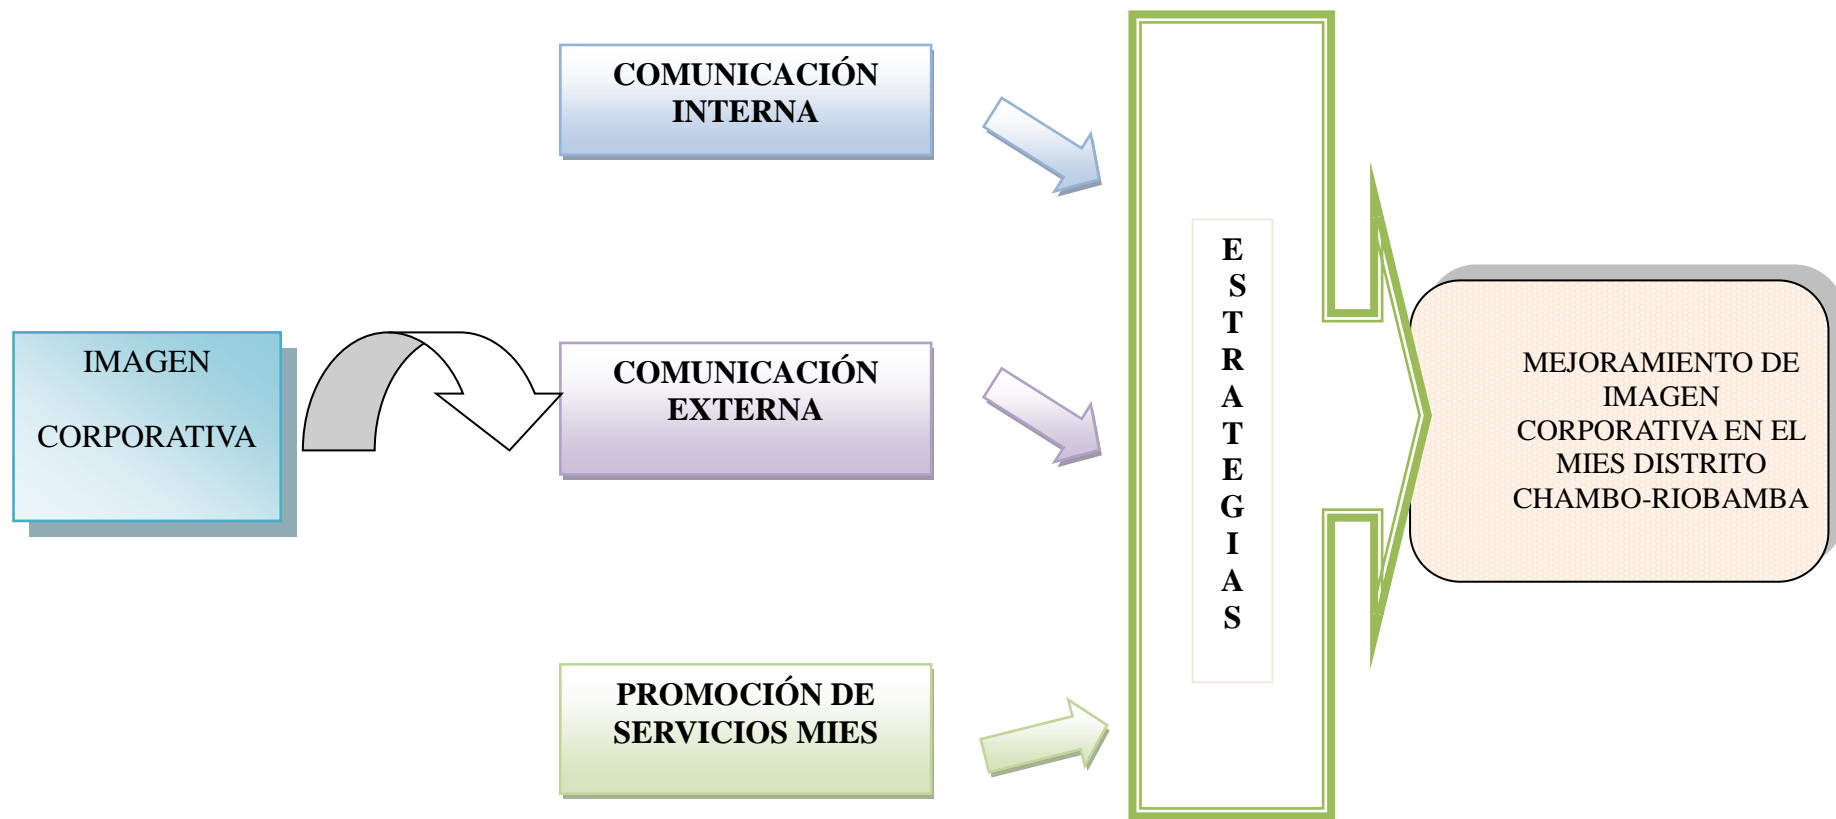 IMAGEN
CORPORATIVA
COMUNICACIÓN
INTERNA
COMUNICACIÓN
EXTERNA
PROMOCIÓN DE
SERVICIOS MIES
E
S
T
R
A
T
E
G
I
A
S
MEJORAMIENTO DE
IMAGEN
CORPORATIVA EN EL
MIES DISTRITO
CHAMBO-RIOBAMBA